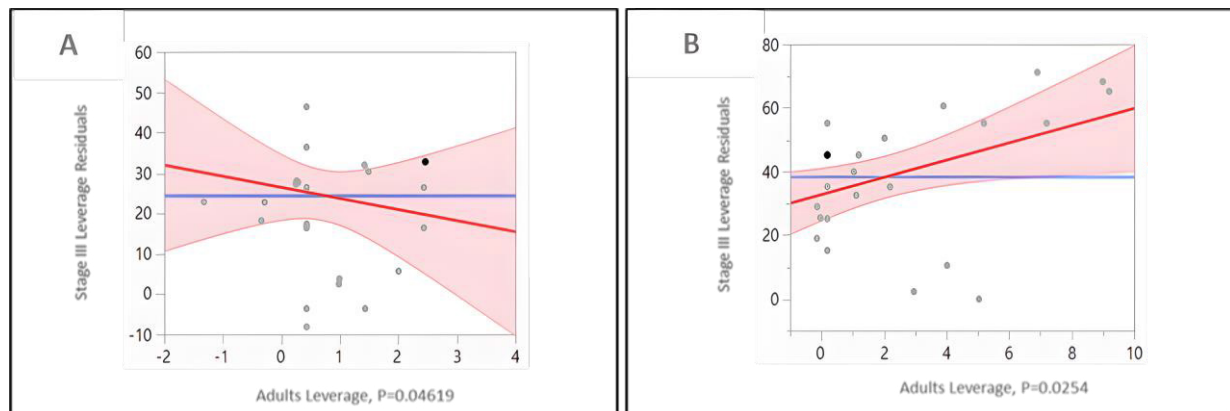 A
60
50
40
30
20
10
0
-10
Stage III Leverage Residuals
-2 -1 0 1 2 3 4
Adults Leverage, P=0.04619
B
80
60
40
20
0
Stage III Leverage Residuals
0 2 4 6 8 10
Adults Leverage, P=0.0254